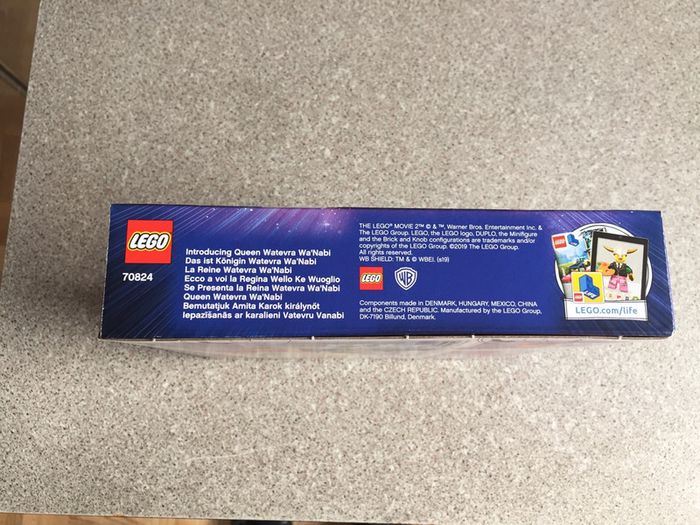 LEGO
70824
Introducing Queen Watevra Wa'Nabi
Das ist Königin Watevra Wa'Nabi
La Reine Watevra Wa'Nabi
Ecco a voi la Regina Wello Ke Wuoglio
Se Presenta la Reina Watevra Wa'Nabi
Queen Watevra Wa'Nabi
Bemutatjuk Amita Karok királynőt
Iepazīšanās ar karalieni Vatevru Vanabi
THE LEGO® MOVIE 2™ © & ™, Warner Bros. Entertainment Inc. &
The LEGO Group. LEGO, the LEGO logo, DUPLO, the Minifigure
and the Brick and Knob configurations are trademarks and/or
copyrights of the LEGO Group. ©2019 The LEGO Group.
All rights reserved.
WB SHIELD: TM & © WBEI. (s19)
LEGO
WB
Components made in DENMARK, HUNGARY, MEXICO, CHINA
and the CZECH REPUBLIC. Manufactured by the LEGO Group,
DK-7190 Billund, Denmark.
LEGO.com/life